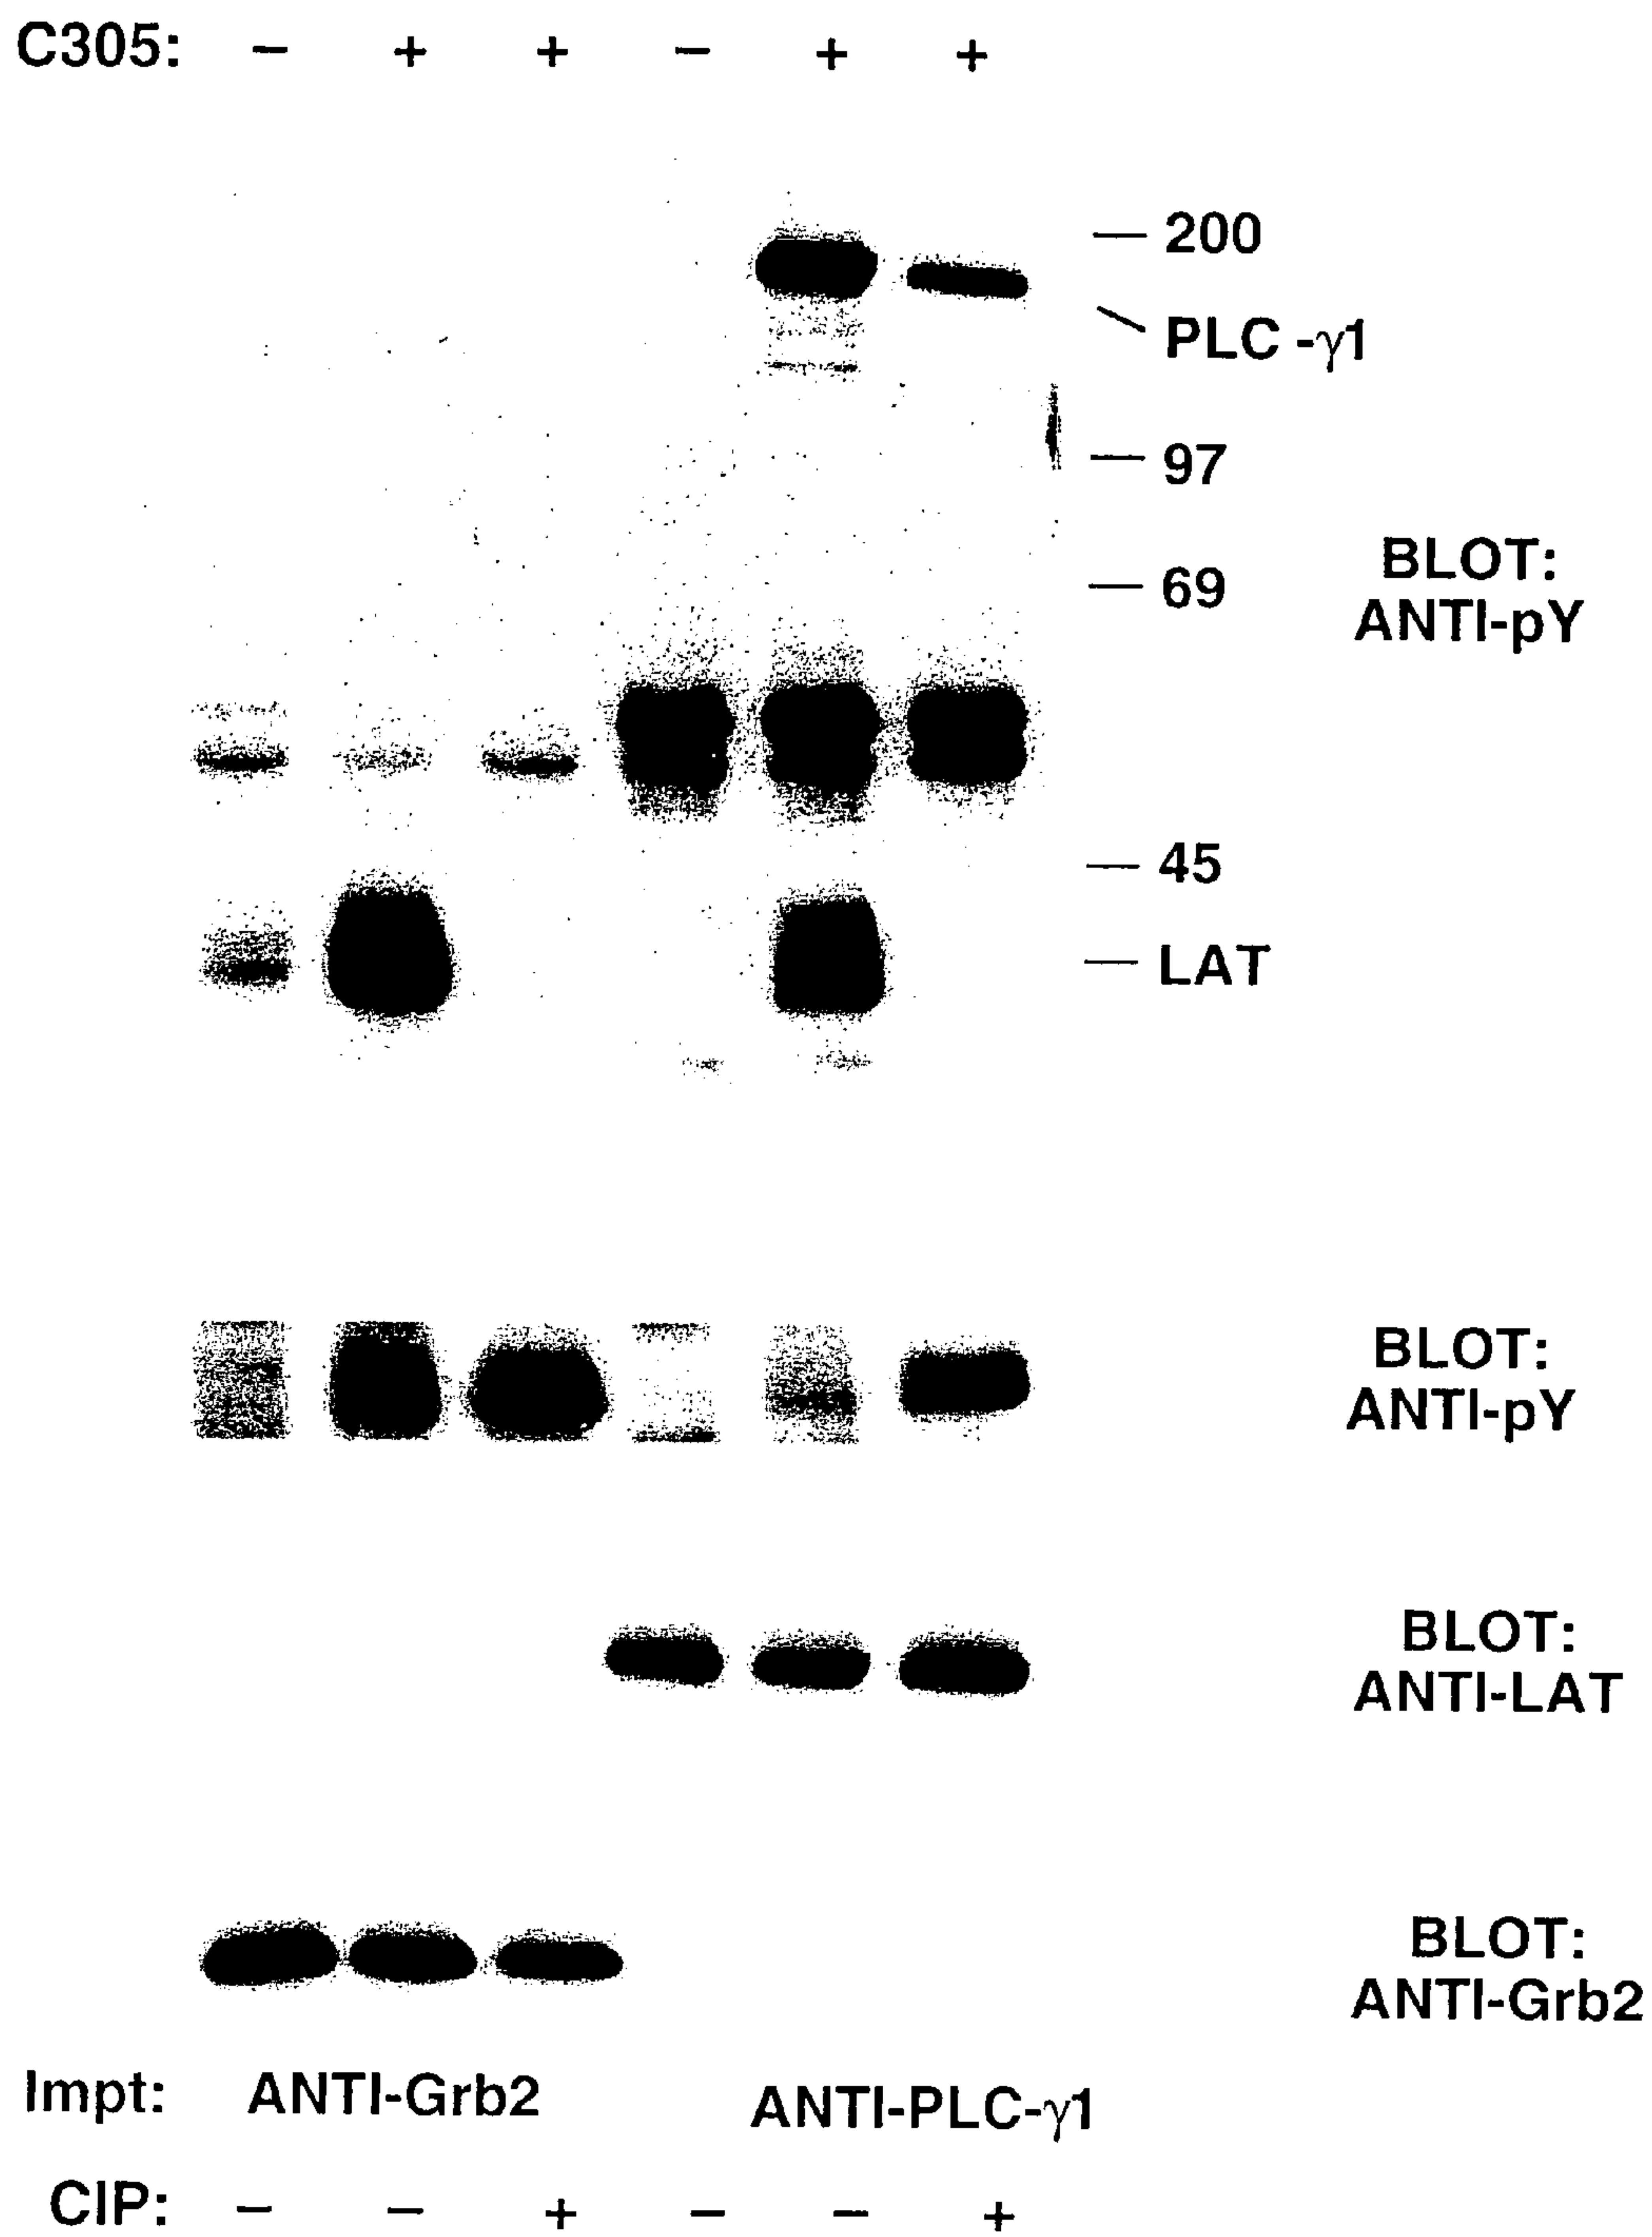 C305: − + + − + +
— 200
PLC -γ1
— 97
BLOT:
ANTI-pY
— 69
— 45
— LAT
BLOT:
ANTI-pY
BLOT:
ANTI-LAT
BLOT:
ANTI-Grb2
Impt: ANTI-Grb2 ANTI-PLC-γ1
CIP: − − + − − +